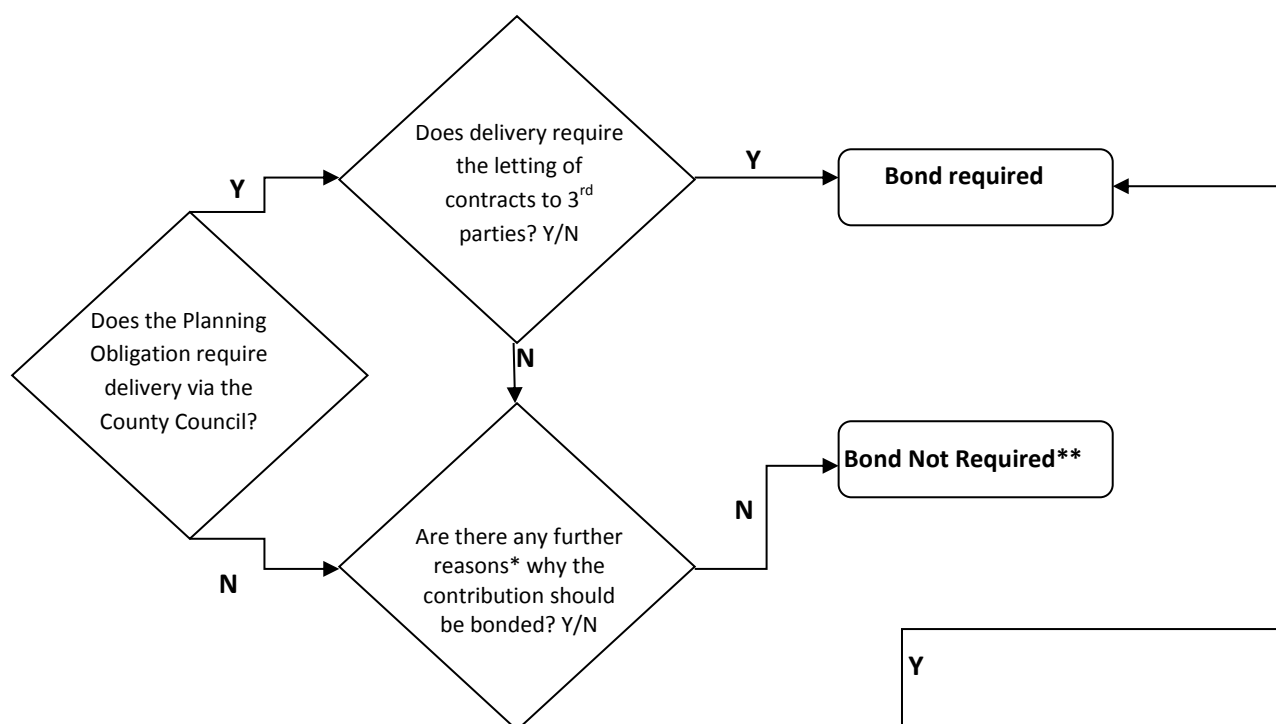 Does delivery require
the letting of
contracts to 3rd
parties? Y/N
Y
Bond required
Y
Does the Planning
Obligation require
delivery via the
County Council?
N
Bond Not Required**
N
Are there any further
reasons* why the
contribution should
be bonded? Y/N
N
Y